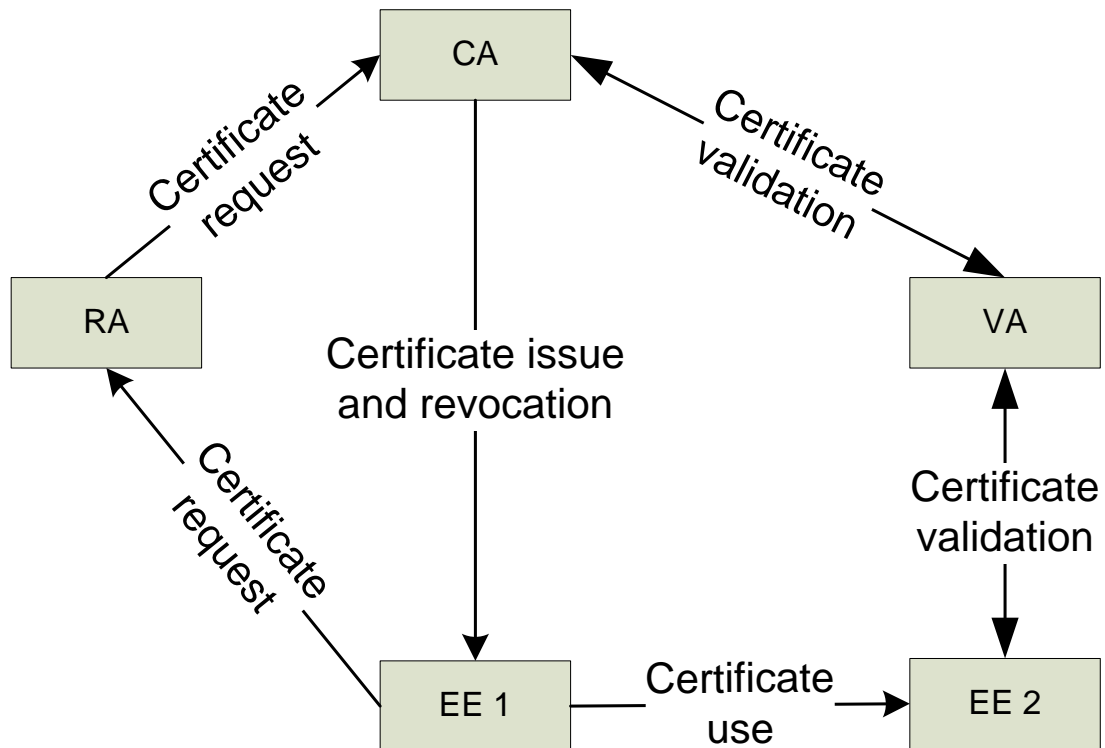 CA
Certificate
request
Certificate
validation
RA
VA
Certificate issue
and revocation
Certificate
request
Certificate
validation
EE 1
Certificate
use
EE 2